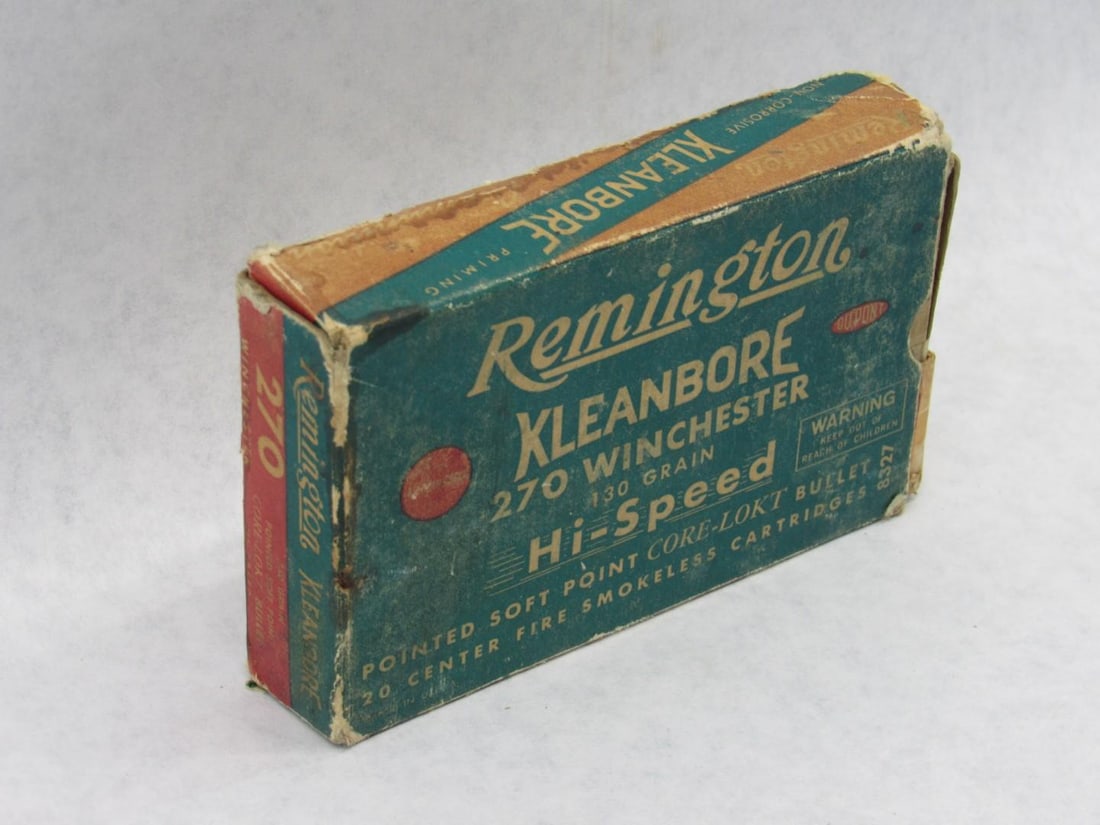 NON-CORROSIVE
KLEANBORE
PRIMING
Remington
Remington
KLEANBORE
270 WINCHESTER
130 GRAIN
Hi-Speed
POINTED SOFT POINT CORE-LOKT BULLET
20 CENTER FIRE SMOKELESS CARTRIDGES
DUPONT
WARNING
KEEP OUT OF
REACH OF CHILDREN
8327
Remington KLEANBORE
270
WINCHESTER